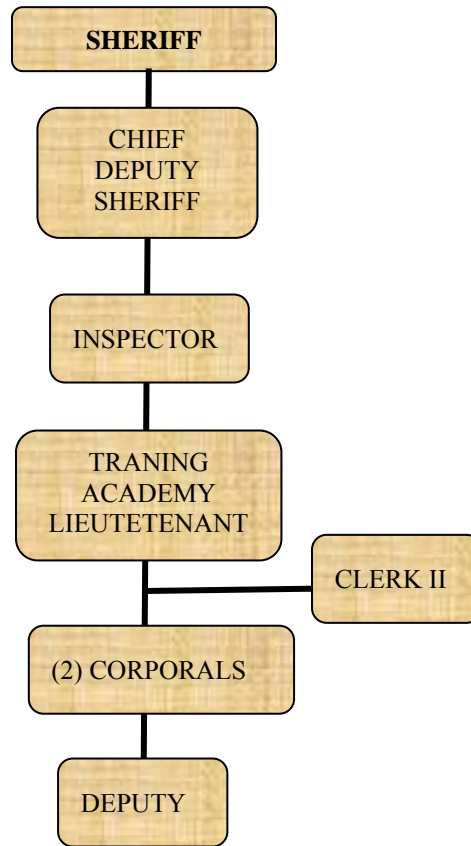 SHERIFF
CHIEF
DEPUTY
SHERIFF
INSPECTOR
TRANING
ACADEMY
LIEUTETENANT
CLERK II
(2) CORPORALS
DEPUTY